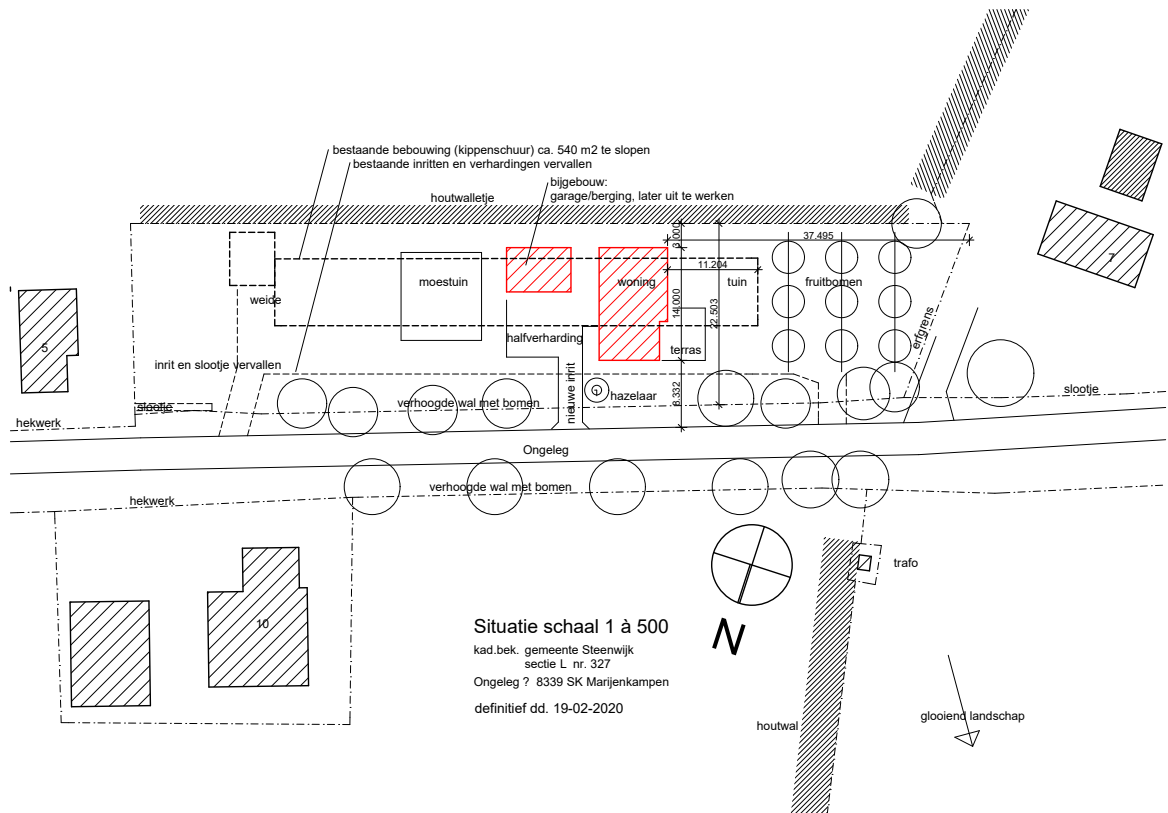 bestaande bebouwing (kippenschuur) ca. 540 m2 te slopen
bestaande inritten en verhardingen vervallen
bijgebouw:
garage/berging, later uit te werken
houtwalletje
3.000
37.495
11.204
7
weide
moestuin
woning
tuin
fruitbomen
14.000
22.503
5
halfverharding
terras
erfgrens
inrit en slootje vervallen
nieuwe inrit
hazelaar
8.332
slootje
slootje
verhoogde wal met bomen
hekwerk
Ongeleg
verhoogde wal met bomen
hekwerk
trafo
10
N
Situatie schaal 1 à 500
kad.bek. gemeente Steenwijk
sectie L nr. 327
Ongeleg ? 8339 SK Marijenkampen
definitief dd. 19-02-2020
houtwal
glooiend landschap